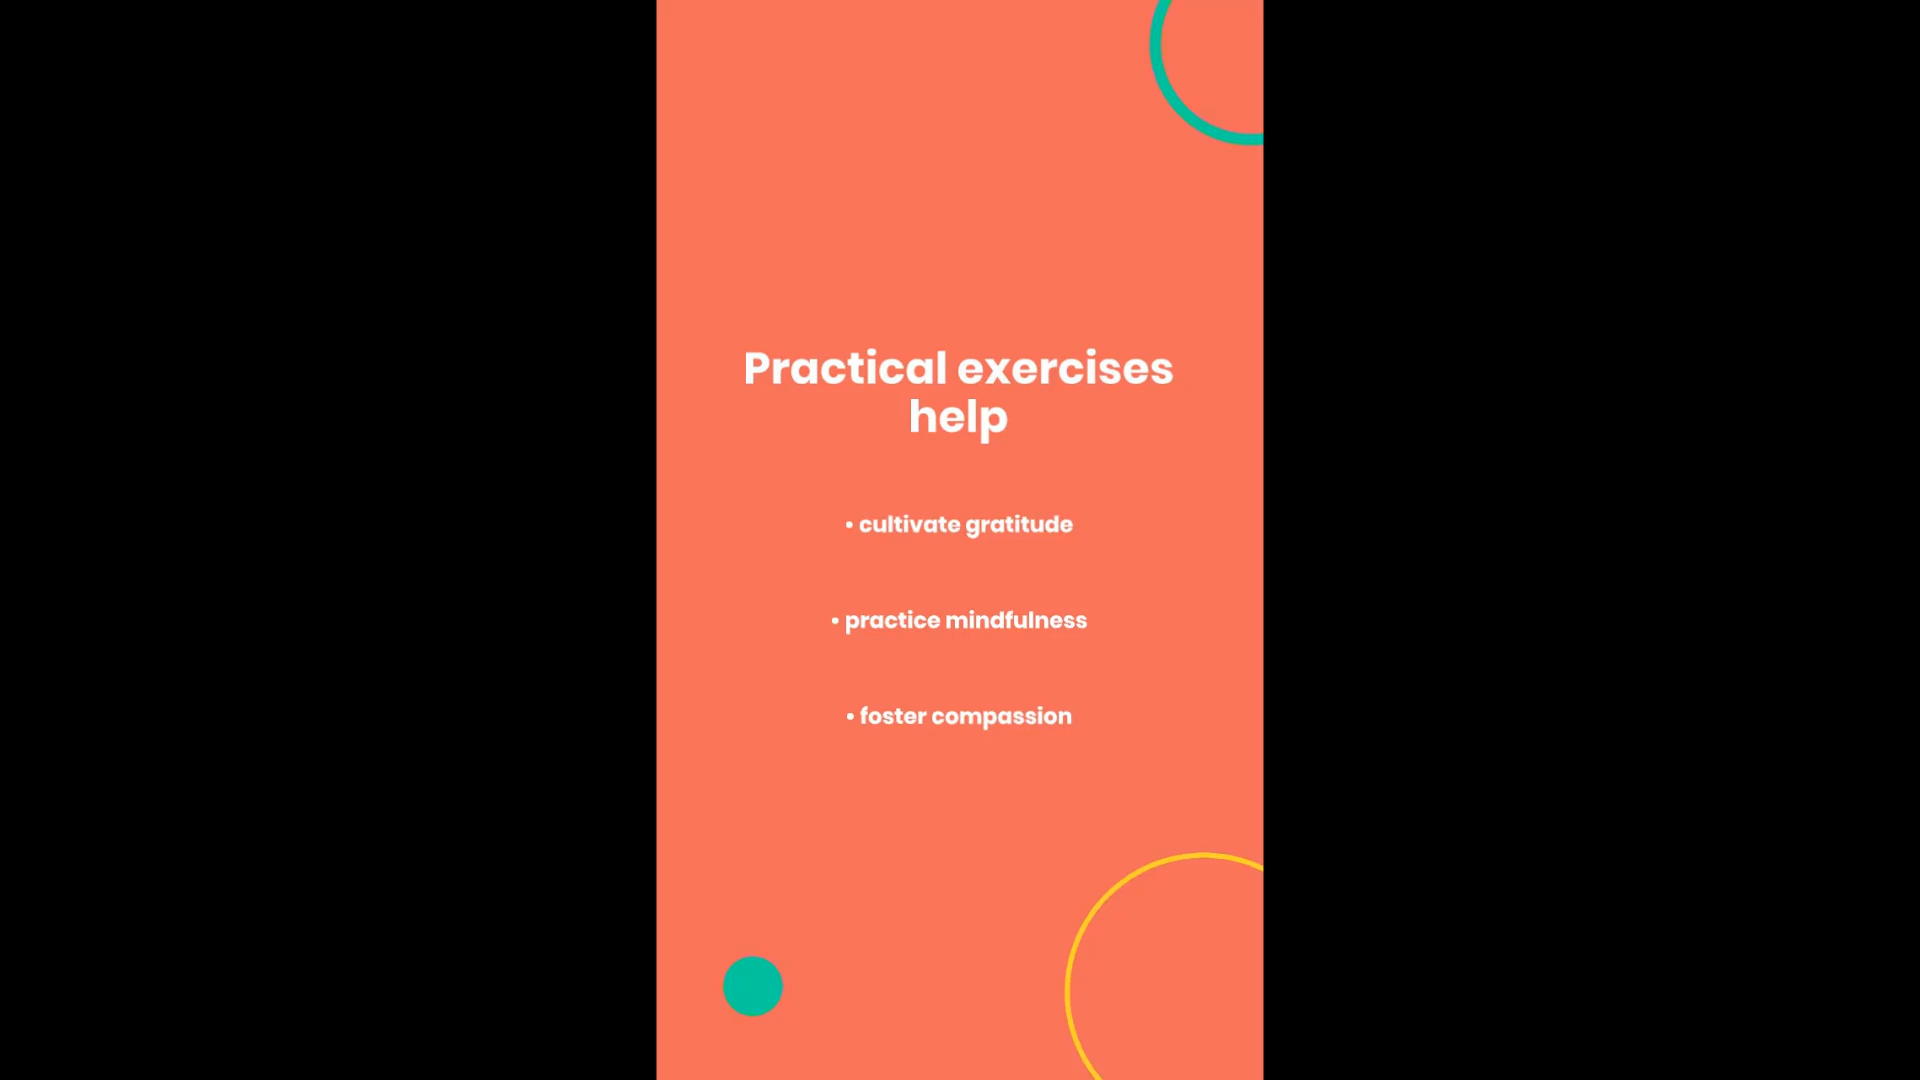 Practical exercises
help
• cultivate gratitude
• practice mindfulness
• foster compassion